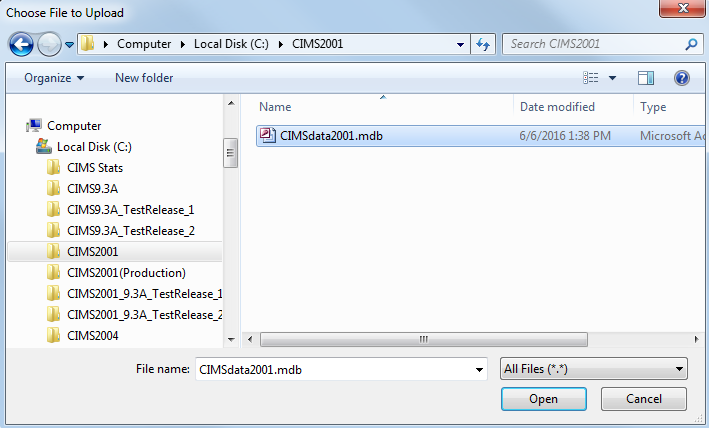 Choose File to Upload
Computer Local Disk (C:) CIMS2001
Search CIMS2001
Organize New folder
Name Date modified Type
Computer
Local Disk (C:)
CIMS Stats
CIMS9.3A
CIMS9.3A_TestRelease_1
CIMS9.3A_TestRelease_2
CIMS2001
CIMS2001(Production)
CIMS2001_9.3A_TestRelease_1
CIMS2001_9.3A_TestRelease_2
CIMS2004
CIMSdata2001.mdb 6/6/2016 1:38 PM Microsoft Ac
File name: CIMSdata2001.mdb All Files (*.*)
Open Cancel